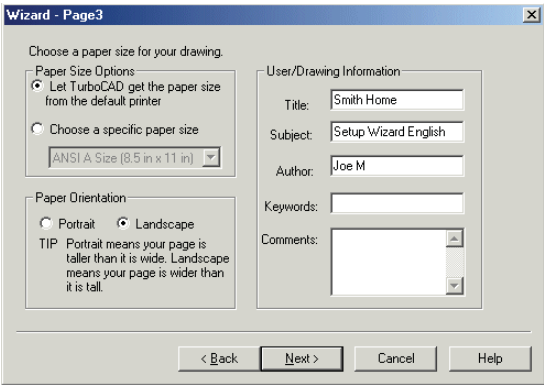 Wizard - Page3
Choose a paper size for your drawing.
Paper Size Options
Let TurboCAD get the paper size
from the default printer
Choose a specific paper size
ANSI A Size (8.5 in x 11 in)
Paper Orientation
Portrait
Landscape
TIP Portrait means your page is
taller than it is wide. Landscape
means your page is wider than
it is tall.
User/Drawing Information
Title: Smith Home
Subject: Setup Wizard English
Author: Joe M
Keywords:
Comments:
< Back
Next >
Cancel
Help